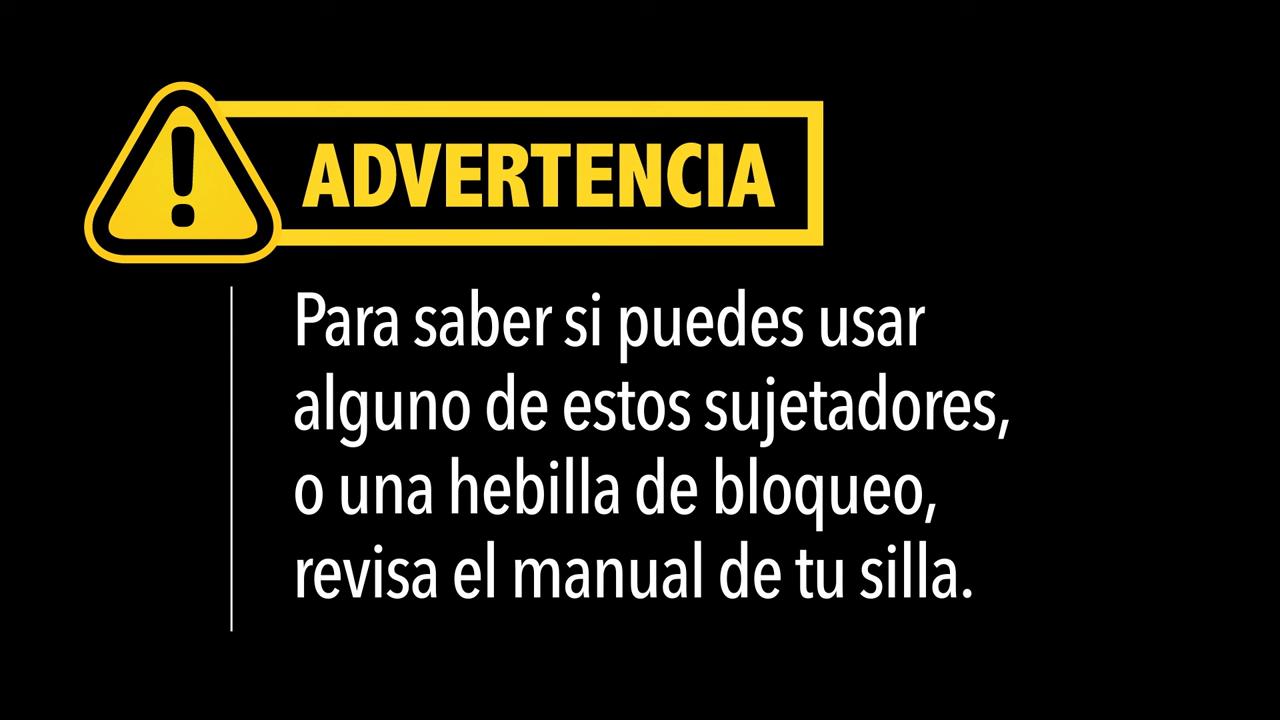 ADVERTENCIA
Para saber si puedes usar
alguno de estos sujetadores,
o una hebilla de bloqueo,
revisa el manual de tu silla.